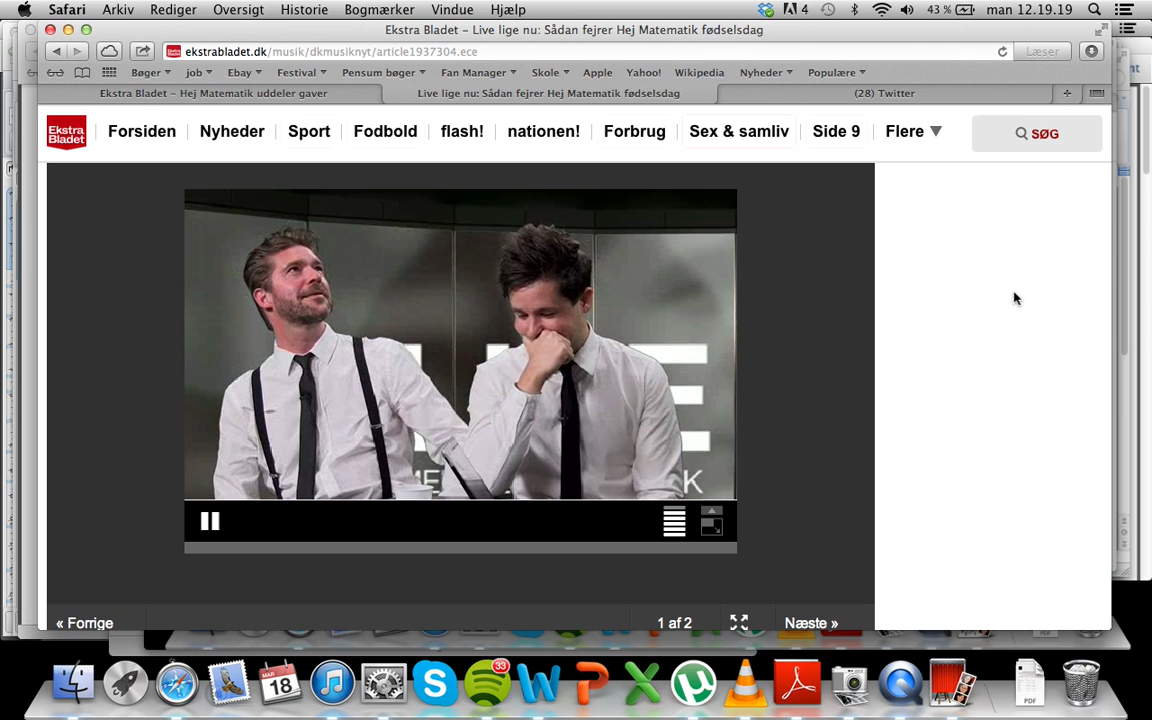 Safari Arkiv Rediger Oversigt Historie Bogmærker Vindue Hjælp 4 43 % man 12.19.19
Ekstra Bladet – Live lige nu: Sådan fejrer Hej Matematik fødselsdag
ekstrabladet.dk/musik/dkmusiknyt/article1937304.ece Læser
Bøger job Ebay Festival Pensum bøger Fan Manager Skole Apple Yahoo! Wikipedia Nyheder Populære
Ekstra Bladet – Hej Matematik uddeler gaver Live lige nu: Sådan fejrer Hej Matematik fødselsdag (28) Twitter +
Ekstra Bladet Forsiden Nyheder Sport Fodbold flash! nationen! Forbrug Sex & samliv Side 9 Flere SØG
« Forrige 1 af 2 Næste »
33
MAR
18
PDF